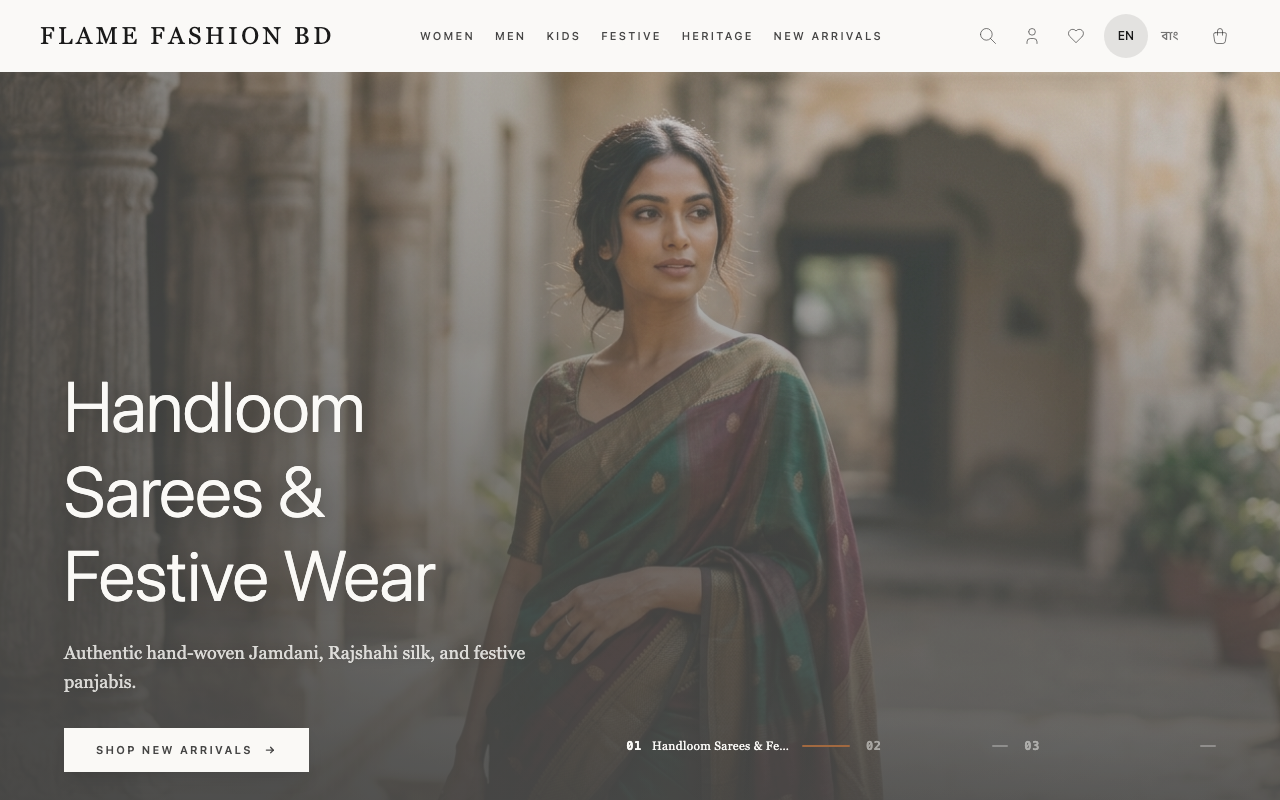 FLAME FASHION BD
WOMEN MEN KIDS FESTIVE HERITAGE NEW ARRIVALS
EN বাং
Handloom
Sarees &
Festive Wear
Authentic hand-woven Jamdani, Rajshahi silk, and festive
panjabis.
SHOP NEW ARRIVALS →
01 Handloom Sarees & Fe... 02 03